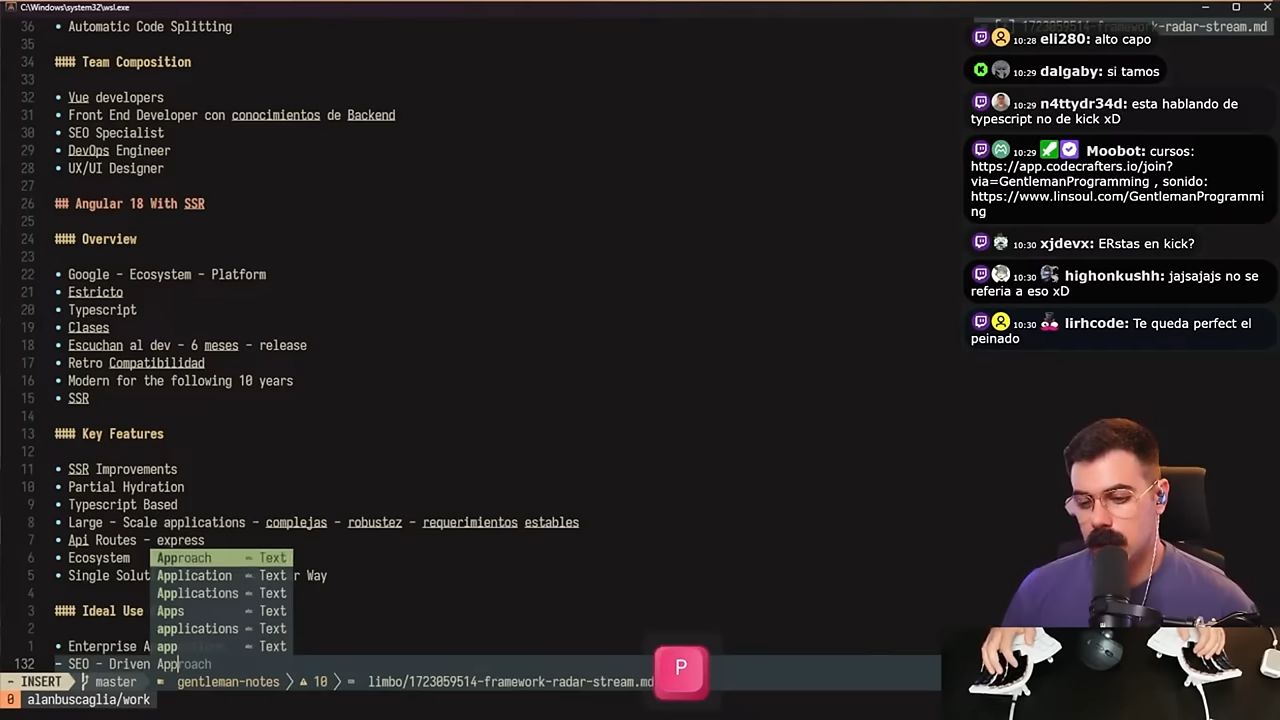 C:\Windows\system32\wsl.exe
1723059514-framework-radar-stream.md
36 • Automatic Code Splitting
35
34 #### Team Composition
33
32 • Vue developers
31 • Front End Developer con conocimientos de Backend
30 • SEO Specialist
29 • DevOps Engineer
28 • UX/UI Designer
27
26 ## Angular 18 With SSR
25
24 #### Overview
23
22 • Google - Ecosystem - Platform
21 • Estricto
20 • Typescript
19 • Clases
18 • Escuchan al dev - 6 meses - release
17 • Retro Compatibilidad
16 • Modern for the following 10 years
15 • SSR
14
13 #### Key Features
12
11 • SSR Improvements
10 • Partial Hydration
9 • Typescript Based
8 • Large - Scale applications - complejas - robustez - requerimientos estables
7 • Api Routes - express
6 • Ecosystem
5 • Single Solut r Way
4
3 #### Ideal Use
2
1 • Enterprise A
132 - SEO - Driven Approach
Approach Text
Application Text
Applications Text
Apps Text
applications Text
app Text
- INSERT master gentleman-notes 10 limbo/1723059514-framework-radar-stream.md
0 alanbuscaglia/work
P
10:28 eli280: alto capo
10:29 dalgaby: si tamos
10:29 n4ttydr34d: esta hablando de
typescript no de kick xD
10:29 Moobot: cursos:
https://app.codecrafters.io/join?
via=GentlemanProgramming , sonido:
https://www.linsoul.com/GentlemanProgrammi
ng
10:30 xjdevx: ERstas en kick?
10:30 highonkushh: jajsajajs no se
referia a eso xD
10:30 lirhcode: Te queda perfect el
peinado